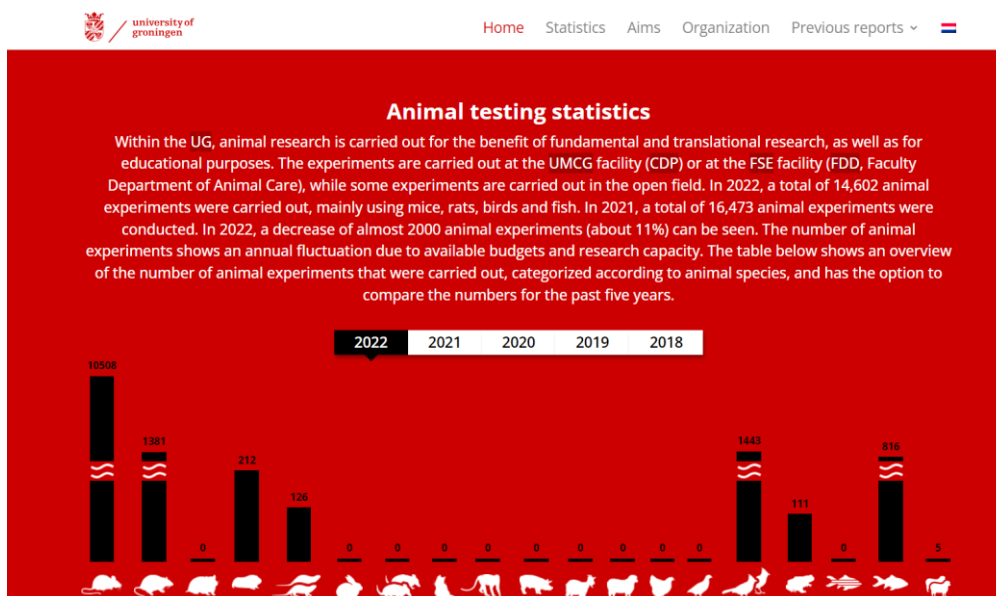 university of
groningen
Home Statistics Aims Organization Previous reports
Animal testing statistics
Within the UG, animal research is carried out for the benefit of fundamental and translational research, as well as for
educational purposes. The experiments are carried out at the UMCG facility (CDP) or at the FSE facility (FDD, Faculty
Department of Animal Care), while some experiments are carried out in the open field. In 2022, a total of 14,602 animal
experiments were carried out, mainly using mice, rats, birds and fish. In 2021, a total of 16,473 animal experiments were
conducted. In 2022, a decrease of almost 2000 animal experiments (about 11%) can be seen. The number of animal
experiments shows an annual fluctuation due to available budgets and research capacity. The table below shows an overview
of the number of animal experiments that were carried out, categorized according to animal species, and has the option to
compare the numbers for the past five years.
2022 2021 2020 2019 2018
10508
1381 1443 816
212
126 111
0 0 0 0 0 0 0 0 0 0 0 5